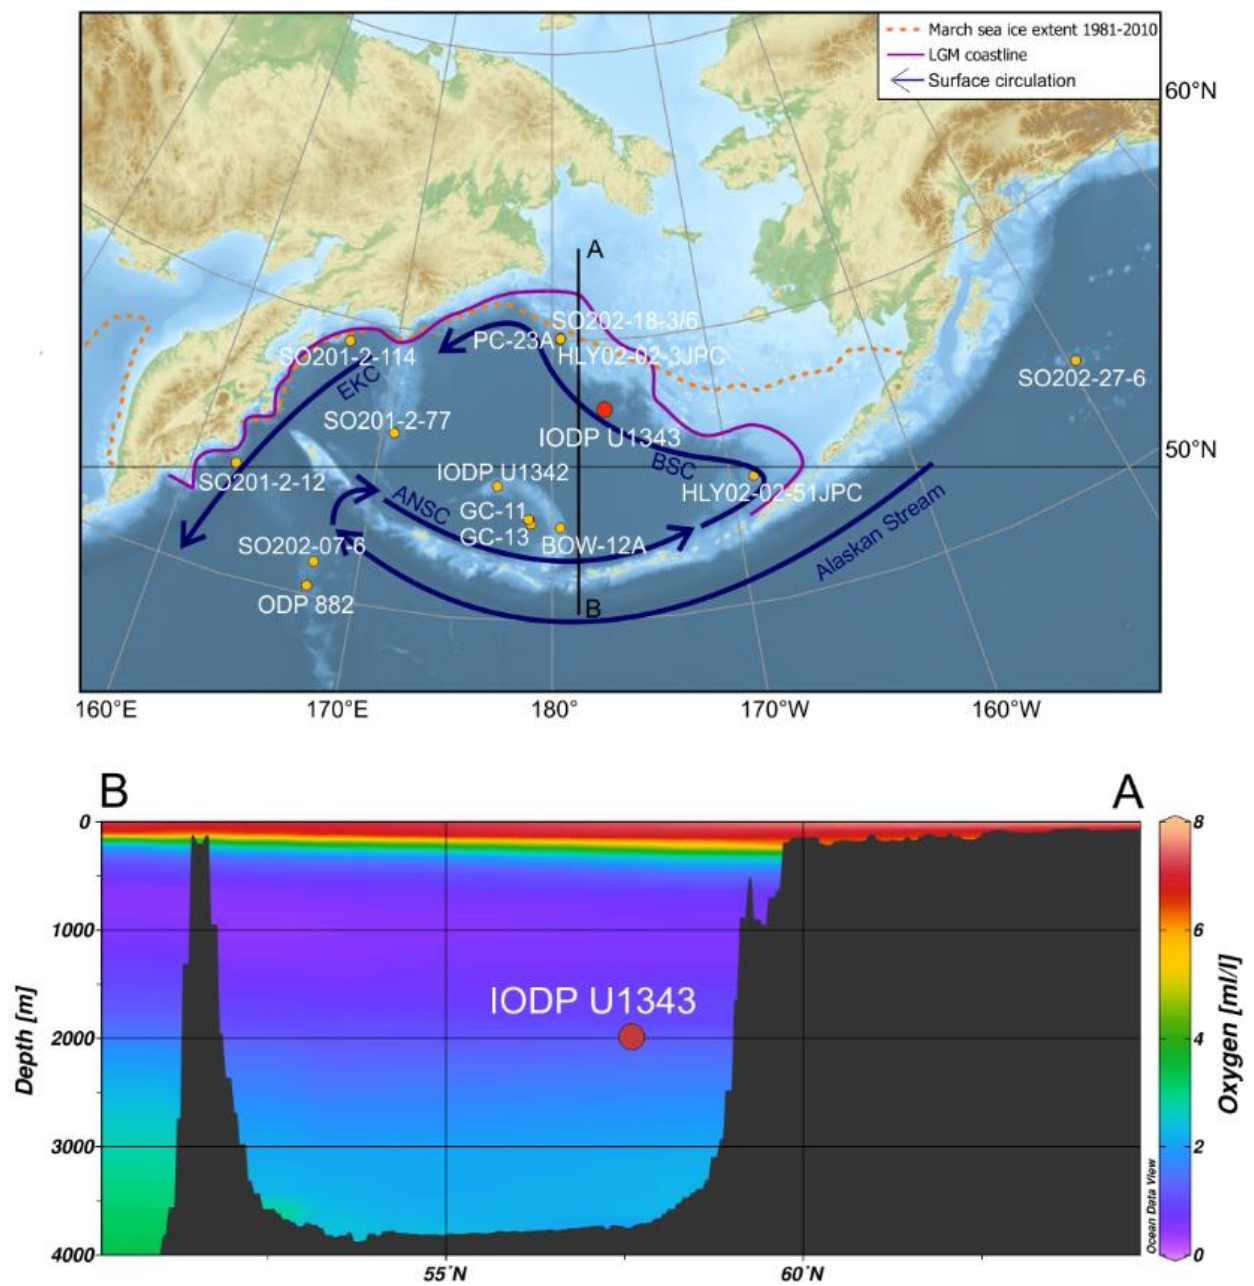 March sea ice extent 1981-2010
LGM coastline
Surface circulation
60°N
A
SO202-18-3/6
PC-23A
HLY02-02-3JPC
SO201-2-114
EKC
SO202-27-6
SO201-2-77
IODP U1343
50°N
BSC
IODP U1342
SO201-2-12
HLY02-02-51JPC
ANSC
GC-11
GC-13
BOW-12A
SO202-07-6
Alaskan Stream
ODP 882
B
160°E
170°E
180°
170°W
160°W
B
A
0
1000
2000
3000
4000
Depth [m]
IODP U1343
55°N
60°N
8
6
4
2
0
Oxygen [ml/l]
Ocean Data View